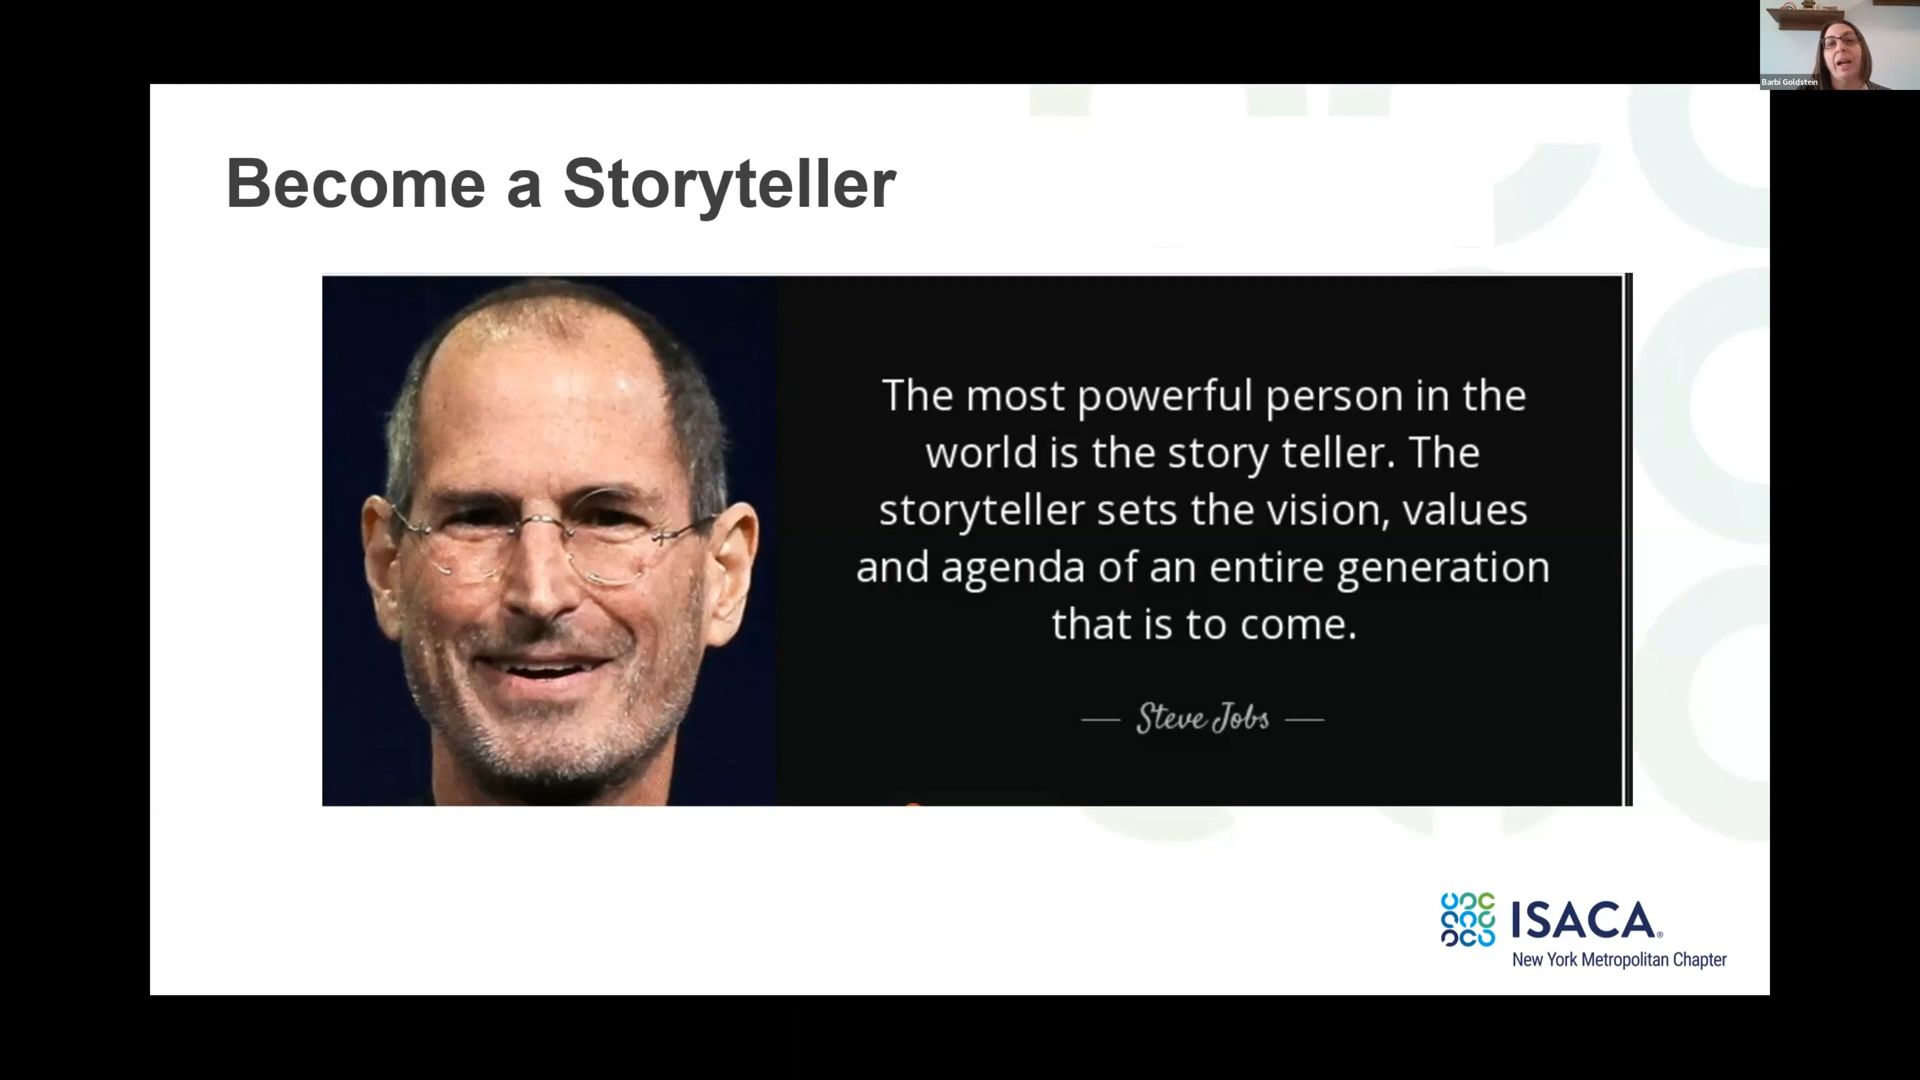 Barbi Goldstein
Become a Storyteller
The most powerful person in the
world is the story teller. The
storyteller sets the vision, values
and agenda of an entire generation
that is to come.
Steve Jobs
ISACA®
New York Metropolitan Chapter